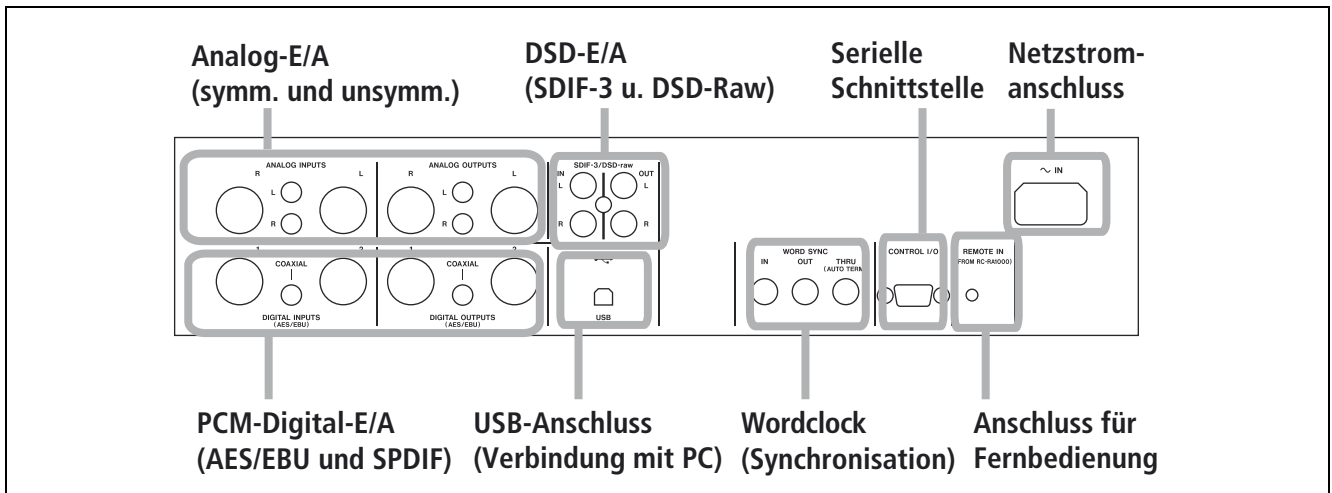 Analog-E/A
(symm. und unsymm.)
DSD-E/A
(SDIF-3 u. DSD-Raw)
Serielle
Schnittstelle
Netzstrom-
anschluss
ANALOG INPUTS
R
L
L
R
ANALOG OUTPUTS
R
L
L
R
SDIF-3/DSD-raw
IN
OUT
L
L
R
R
~ IN
1
2
1
2
COAXIAL
DIGITAL INPUTS
(AES/EBU)
COAXIAL
DIGITAL OUTPUTS
(AES/EBU)
USB
WORD SYNC
IN
OUT
THRU
(AUTO TERM
CONTROL I/O
REMOTE IN
(FROM RC-RA1000)
PCM-Digital-E/A
(AES/EBU und SPDIF)
USB-Anschluss
(Verbindung mit PC)
Wordclock
(Synchronisation)
Anschluss für
Fernbedienung